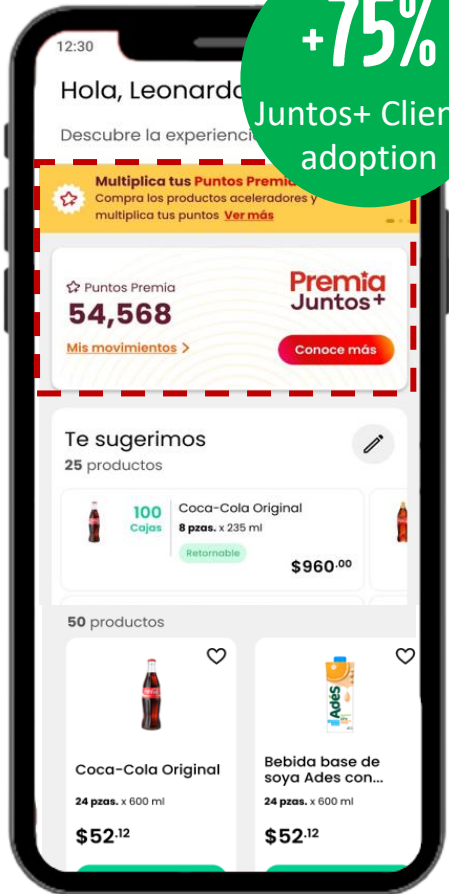 12:30
+75%
Juntos+ Clien
adoption
Hola, Leonardo
Descubre la experienci
Multiplica tus Puntos Premia
Compra los productos aceleradores y
multiplica tus puntos Ver más
Puntos Premia
54,568
Mis movimientos >
Premia
Juntos+
Conoce más
Te sugerimos
25 productos
100
Cajas
Coca-Cola Original
8 pzas. x 235 ml
Retornable
$960.00
50 productos
Adés
Coca-Cola Original
24 pzas. x 600 ml
$52.12
Bebida base de
soya Ades con...
24 pzas. x 600 ml
$52.12